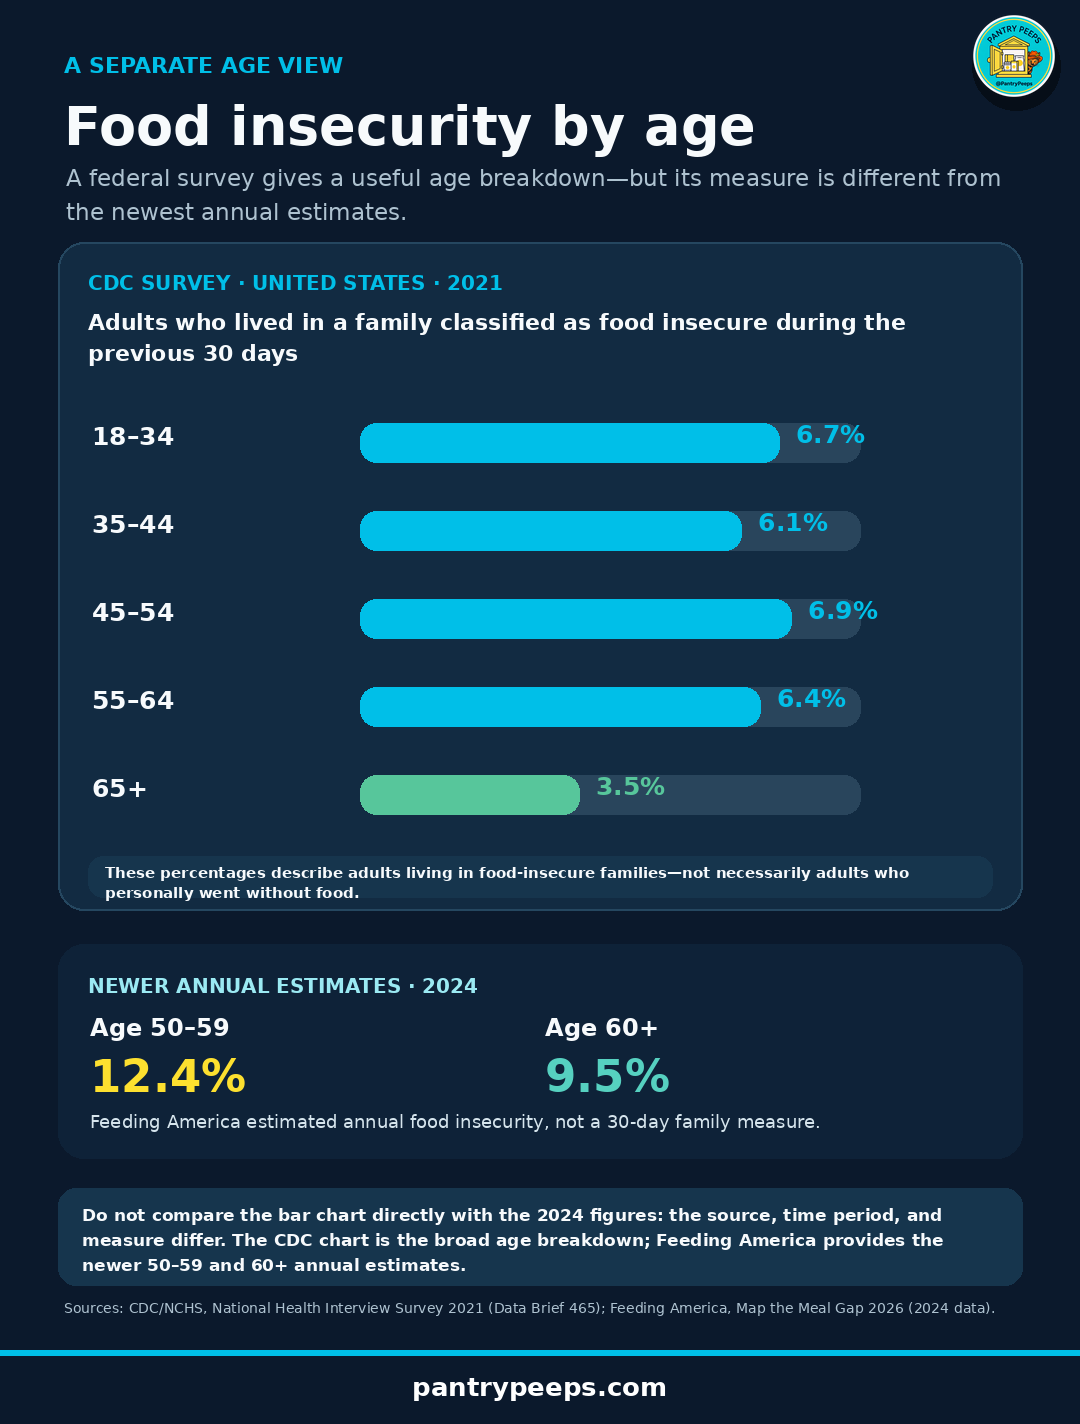 PANTRY PEEPS
@PantryPeeps
A SEPARATE AGE VIEW
Food insecurity by age
A federal survey gives a useful age breakdown—but its measure is different from
the newest annual estimates.
CDC SURVEY · UNITED STATES · 2021
Adults who lived in a family classified as food insecure during the
previous 30 days
18–34 6.7%
35–44 6.1%
45–54 6.9%
55–64 6.4%
65+ 3.5%
These percentages describe adults living in food-insecure families—not necessarily adults who
personally went without food.
NEWER ANNUAL ESTIMATES · 2024
Age 50–59 Age 60+
12.4% 9.5%
Feeding America estimated annual food insecurity, not a 30-day family measure.
Do not compare the bar chart directly with the 2024 figures: the source, time period, and
measure differ. The CDC chart is the broad age breakdown; Feeding America provides the
newer 50–59 and 60+ annual estimates.
Sources: CDC/NCHS, National Health Interview Survey 2021 (Data Brief 465); Feeding America, Map the Meal Gap 2026 (2024 data).
pantrypeeps.com